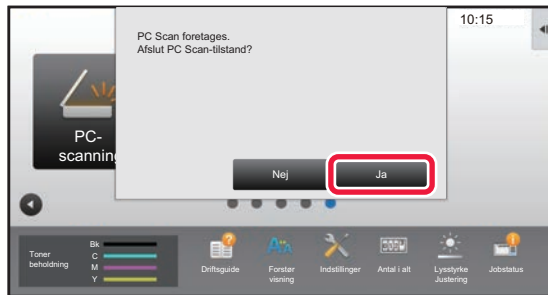 10:15
PC Scan foretages.
Afslut PC Scan-tilstand?
PC-
scanning
Nej
Ja
Toner
beholdning
Bk
C
M
Y
Driftsguide
Forstør
visning
Indstillinger
Antal i alt
Lysstyrke
Justering
Jobstatus